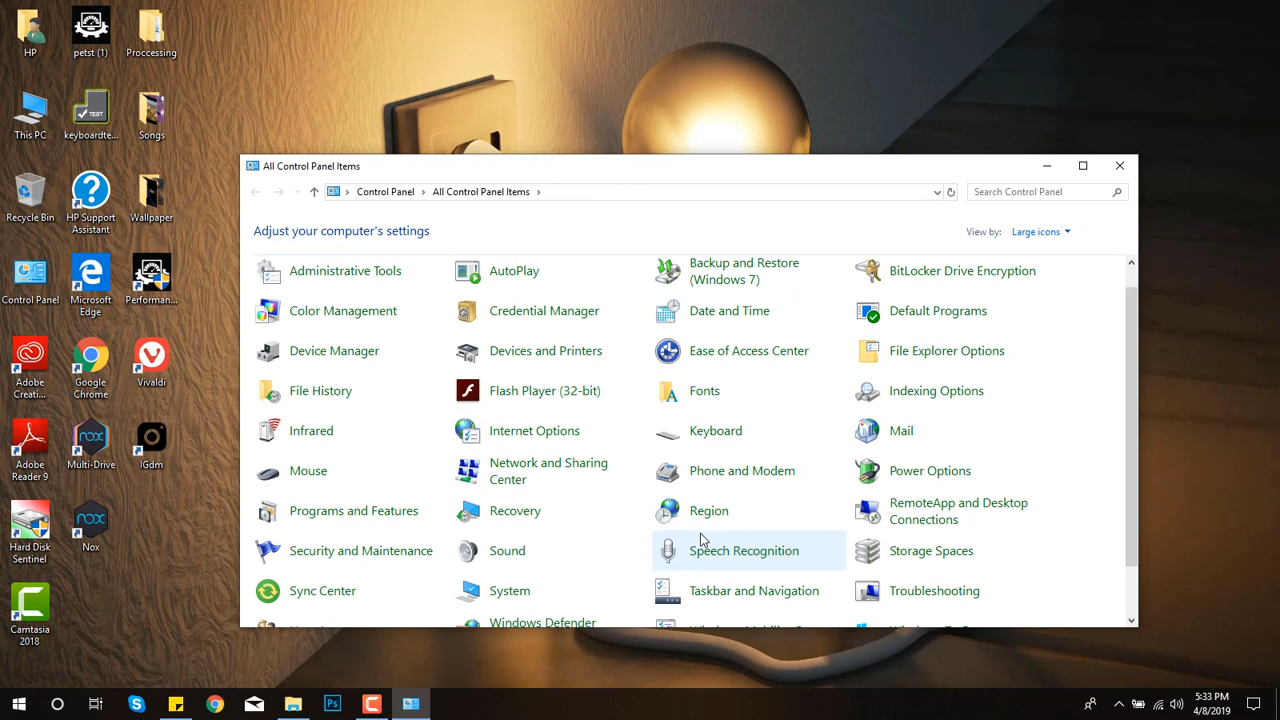 HP
petst (1)
Proccessing
This PC
TEST
keyboardte...
Songs
Recycle Bin
HP Support
Assistant
Wallpaper
Control Panel
Microsoft
Edge
Performan...
Adobe
Creati...
Google
Chrome
Vivaldi
Adobe
Reader 9
Multi-Drive
IGdm
Hard Disk
Sentinel
Nox
nox
Camtasia
2018
All Control Panel Items
Control Panel
All Control Panel Items
Search Control Panel
Adjust your computer's settings
View by:
Large icons
Administrative Tools
AutoPlay
Backup and Restore
(Windows 7)
BitLocker Drive Encryption
Color Management
Credential Manager
Date and Time
Default Programs
Device Manager
Devices and Printers
Ease of Access Center
File Explorer Options
File History
Flash Player (32-bit)
Fonts
Indexing Options
Infrared
Internet Options
Keyboard
Mail
Mouse
Network and Sharing
Center
Phone and Modem
Power Options
Programs and Features
Recovery
Region
RemoteApp and Desktop
Connections
Security and Maintenance
Sound
Speech Recognition
Storage Spaces
Sync Center
System
Taskbar and Navigation
Troubleshooting
Windows Defender
Ps
5:33 PM
4/8/2019